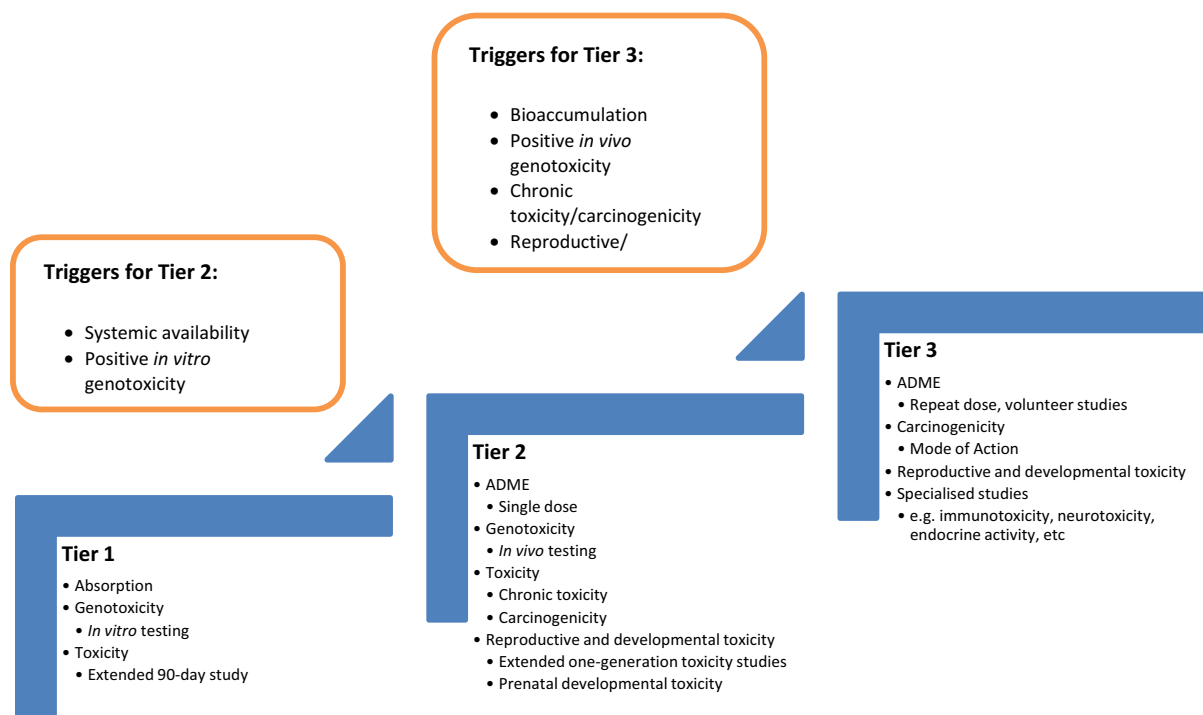 Triggers for Tier 3:
• Bioaccumulation
• Positive in vivo
genotoxicity
• Chronic
toxicity/carcinogenicity
• Reproductive/
Triggers for Tier 2:
• Systemic availability
• Positive in vitro
genotoxicity
Tier 1
• Absorption
• Genotoxicity
• In vitro testing
• Toxicity
• Extended 90-day study
Tier 2
• ADME
• Single dose
• Genotoxicity
• In vivo testing
• Toxicity
• Chronic toxicity
• Carcinogenicity
• Reproductive and developmental toxicity
• Extended one-generation toxicity studies
• Prenatal developmental toxicity
Tier 3
• ADME
• Repeat dose, volunteer studies
• Carcinogenicity
• Mode of Action
• Reproductive and developmental toxicity
• Specialised studies
• e.g. immunotoxicity, neurotoxicity,
endocrine activity, etc